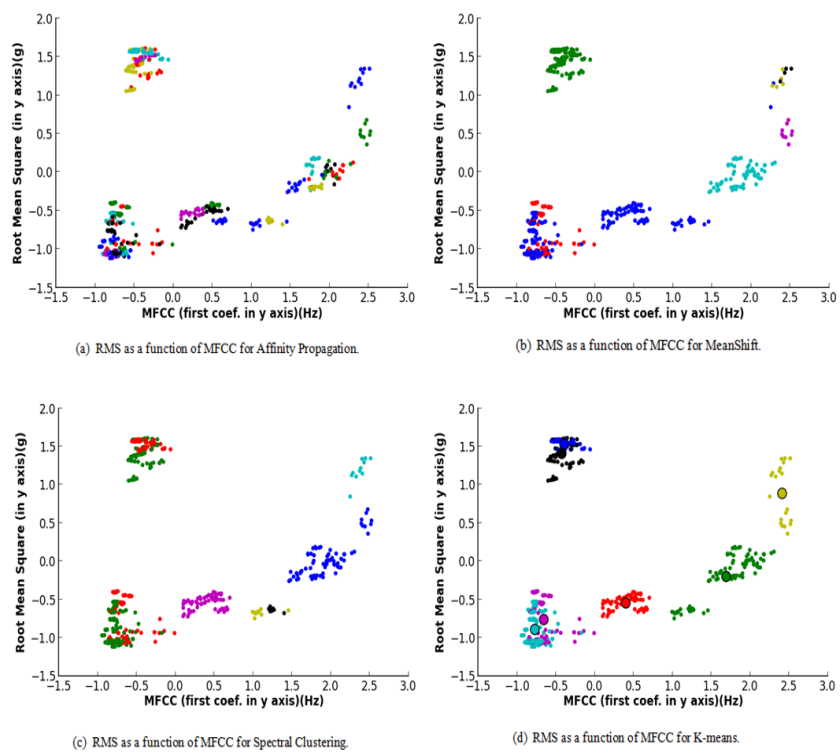 2.0
1.5
1.0
0.5
0.0
−0.5
−1.0
−1.5
−1.5 −1.0 −0.5 0.0 0.5 1.0 1.5 2.0 2.5 3.0
Root Mean Square (in y axis)(g)
MFCC (first coef. in y axis)(Hz)
(a) RMS as a function of MFCC for Affinity Propagation.
2.0
1.5
1.0
0.5
0.0
−0.5
−1.0
−1.5
−1.5 −1.0 −0.5 0.0 0.5 1.0 1.5 2.0 2.5 3.0
Root Mean Square (in y axis)(g)
MFCC (first coef. in y axis)(Hz)
(b) RMS as a function of MFCC for MeanShift.
2.0
1.5
1.0
0.5
0.0
−0.5
−1.0
−1.5
−1.5 −1.0 −0.5 0.0 0.5 1.0 1.5 2.0 2.5 3.0
Root Mean Square (in y axis)(g)
MFCC (first coef. in y axis)(Hz)
(c) RMS as a function of MFCC for Spectral Clustering.
2.0
1.5
1.0
0.5
0.0
−0.5
−1.0
−1.5
−1.5 −1.0 −0.5 0.0 0.5 1.0 1.5 2.0 2.5 3.0
Root Mean Square (in y axis)(g)
MFCC (first coef. in y axis)(Hz)
(d) RMS as a function of MFCC for K-means.